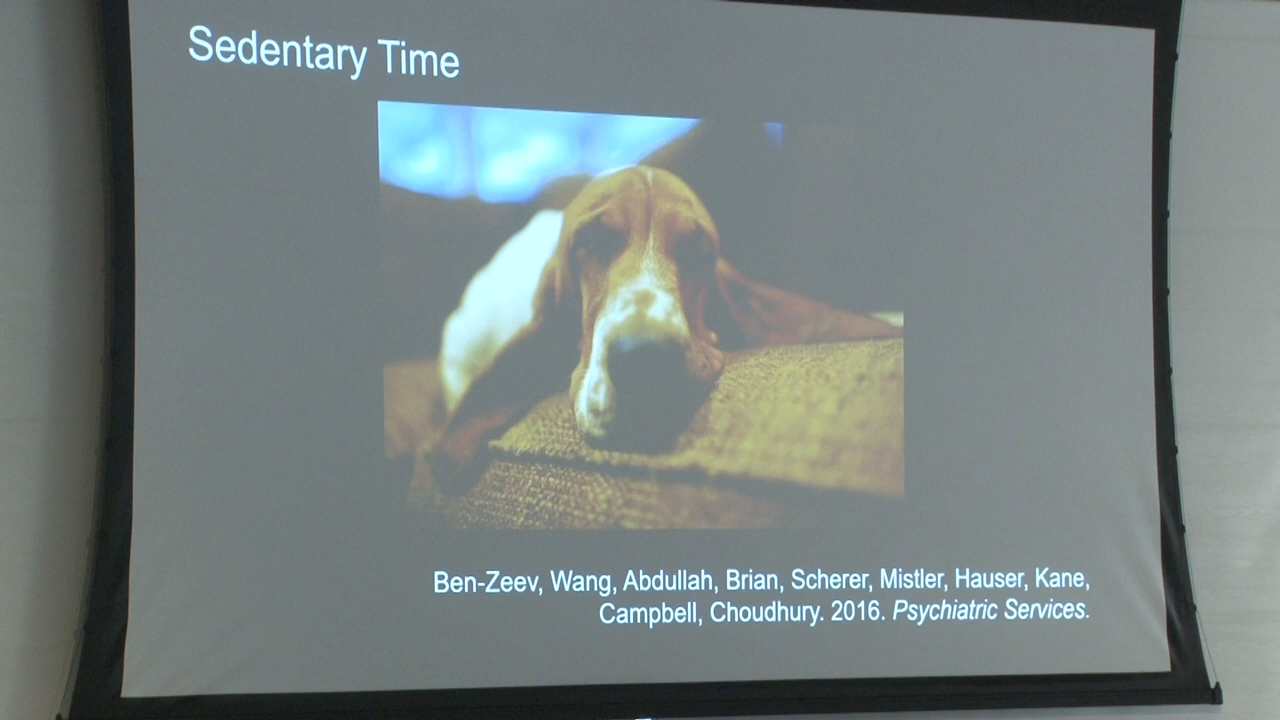 Sedentary Time
Ben-Zeev, Wang, Abdullah, Brian, Scherer, Mistler, Hauser, Kane,
Campbell, Choudhury. 2016. Psychiatric Services.